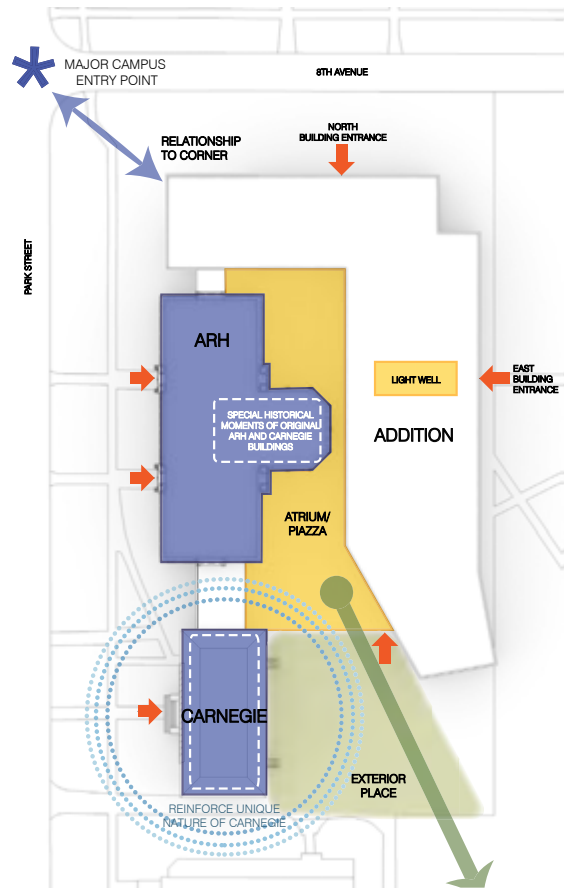 MAJOR CAMPUS
ENTRY POINT
8TH AVENUE
RELATIONSHIP
TO CORNER
NORTH
BUILDING ENTRANCE
PARK STREET
ARH
LIGHT WELL
EAST
BUILDING
ENTRANCE
SPECIAL HISTORICAL
MOMENTS OF ORIGINAL
ARH AND CARNEGIE
BUILDINGS
ADDITION
ATRIUM/
PIAZZA
CARNEGIE
EXTERIOR
PLACE
REINFORCE UNIQUE
NATURE OF CARNEGIE